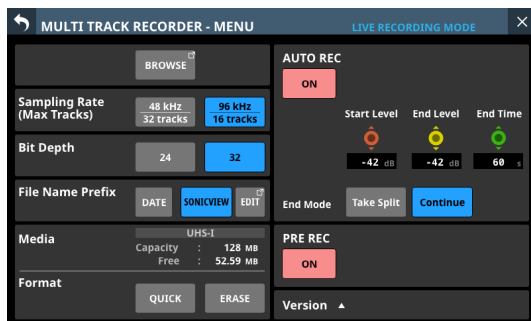 MULTI TRACK RECORDER - MENU
LIVE RECORDING MODE
BROWSE
Sampling Rate
(Max Tracks)
48 kHz
32 tracks
96 kHz
16 tracks
Bit Depth
24
32
File Name Prefix
DATE
SONICVIEW
EDIT
Media
UHS-I
Capacity : 128 MB
Free : 52.59 MB
Format
QUICK
ERASE
AUTO REC
ON
Start Level End Level End Time
-42 dB -42 dB 60 s
End Mode
Take Split
Continue
PRE REC
ON
Version ▲